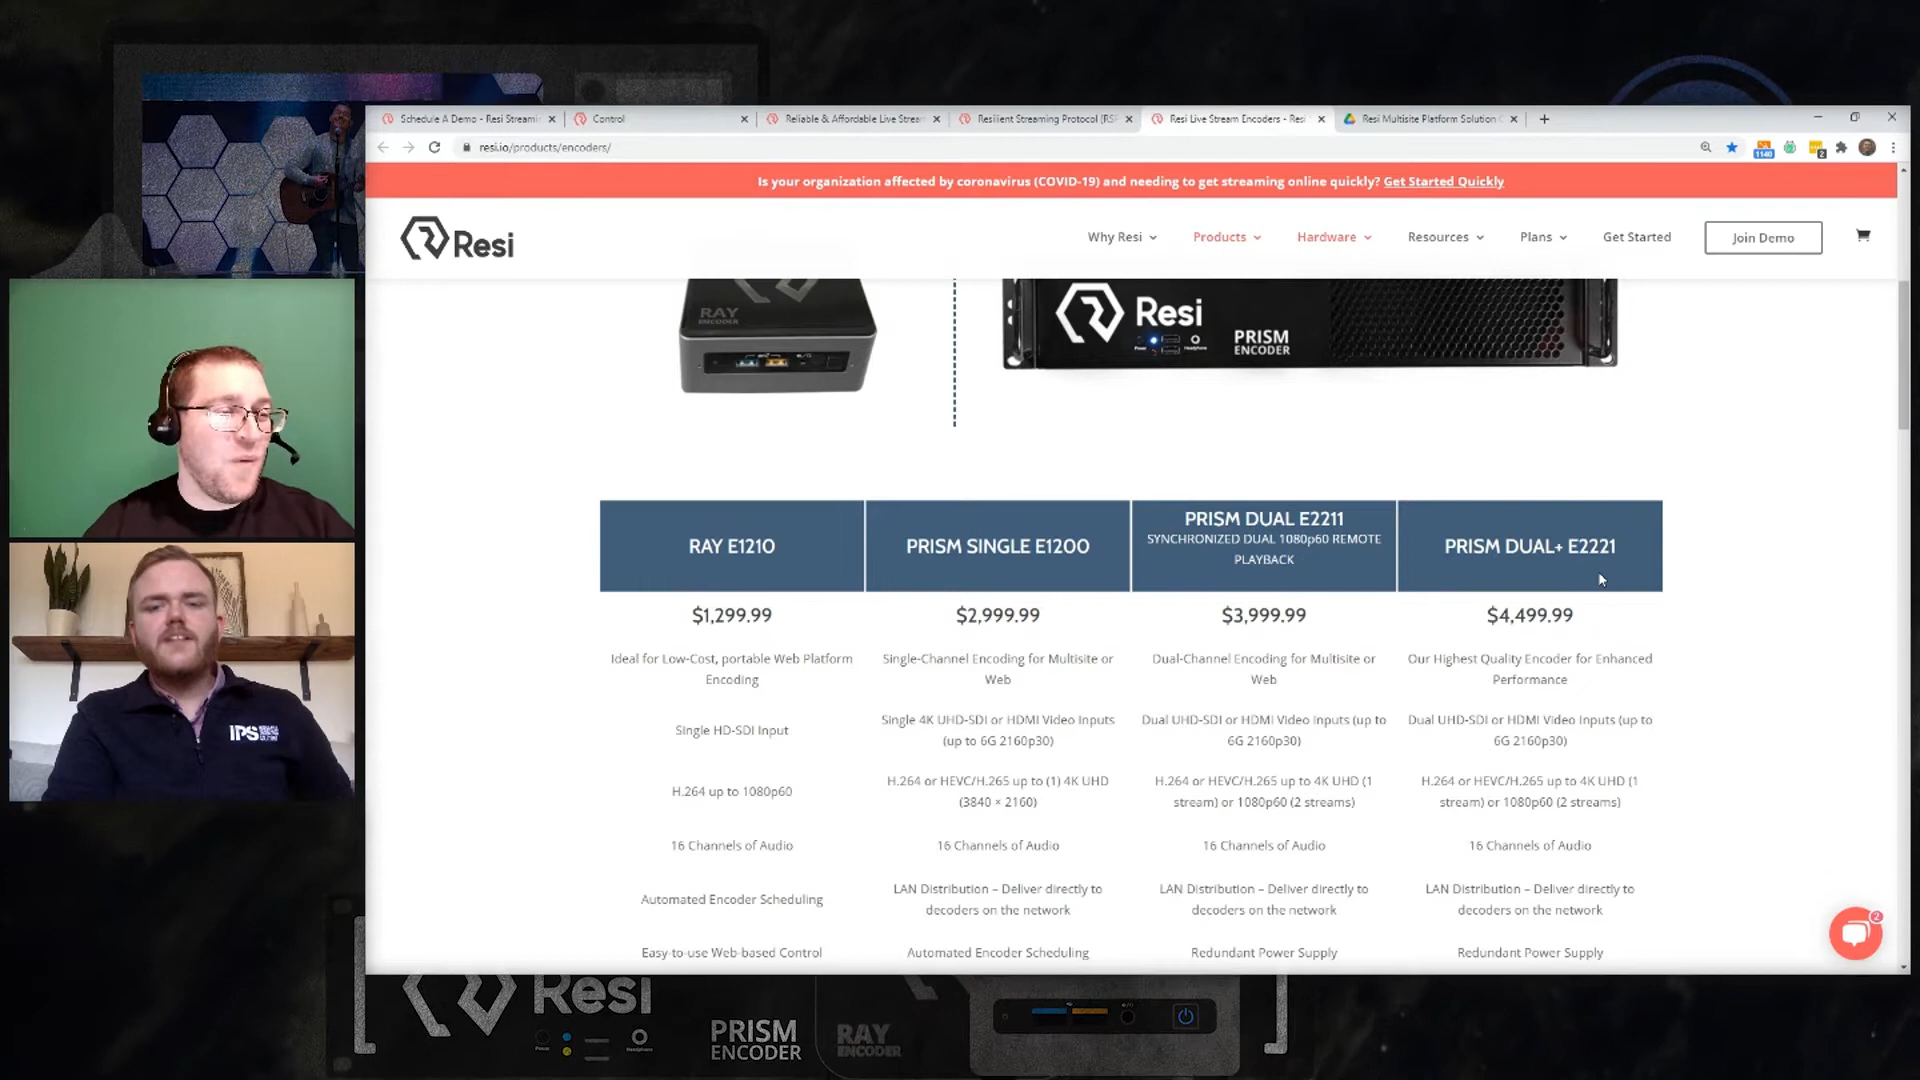 Schedule A Demo - Resi Streami
Control
Reliable & Affordable Live Stream
Resilient Streaming Protocol (RSP
Resi Live Stream Encoders - Resi
Resi Multisite Platform Solution
resi.io/products/encoders/
1140
2
Is your organization affected by coronavirus (COVID-19) and needing to get streaming online quickly? Get Started Quickly
Resi
Why Resi
Products
Hardware
Resources
Plans
Get Started
Join Demo
RAY
ENCODER
Resi
Power
Headphone
PRISM
ENCODER
RAY E1210
PRISM SINGLE E1200
PRISM DUAL E2211
SYNCHRONIZED DUAL 1080p60 REMOTE
PLAYBACK
PRISM DUAL+ E2221
$1,299.99
$2,999.99
$3,999.99
$4,499.99
Ideal for Low-Cost, portable Web Platform
Encoding
Single-Channel Encoding for Multisite or
Web
Dual-Channel Encoding for Multisite or
Web
Our Highest Quality Encoder for Enhanced
Performance
Single HD-SDI Input
Single 4K UHD-SDI or HDMI Video Inputs
(up to 6G 2160p30)
Dual UHD-SDI or HDMI Video Inputs (up to
6G 2160p30)
Dual UHD-SDI or HDMI Video Inputs (up to
6G 2160p30)
H.264 up to 1080p60
H.264 or HEVC/H.265 up to (1) 4K UHD
(3840 × 2160)
H.264 or HEVC/H.265 up to 4K UHD (1
stream) or 1080p60 (2 streams)
H.264 or HEVC/H.265 up to 4K UHD (1
stream) or 1080p60 (2 streams)
16 Channels of Audio
16 Channels of Audio
16 Channels of Audio
16 Channels of Audio
Automated Encoder Scheduling
LAN Distribution – Deliver directly to
decoders on the network
LAN Distribution – Deliver directly to
decoders on the network
LAN Distribution – Deliver directly to
decoders on the network
Easy-to-use Web-based Control
Automated Encoder Scheduling
Redundant Power Supply
Redundant Power Supply
2
IPS
Resi
Power
Headphone
PRISM
ENCODER
RAY
ENCODER